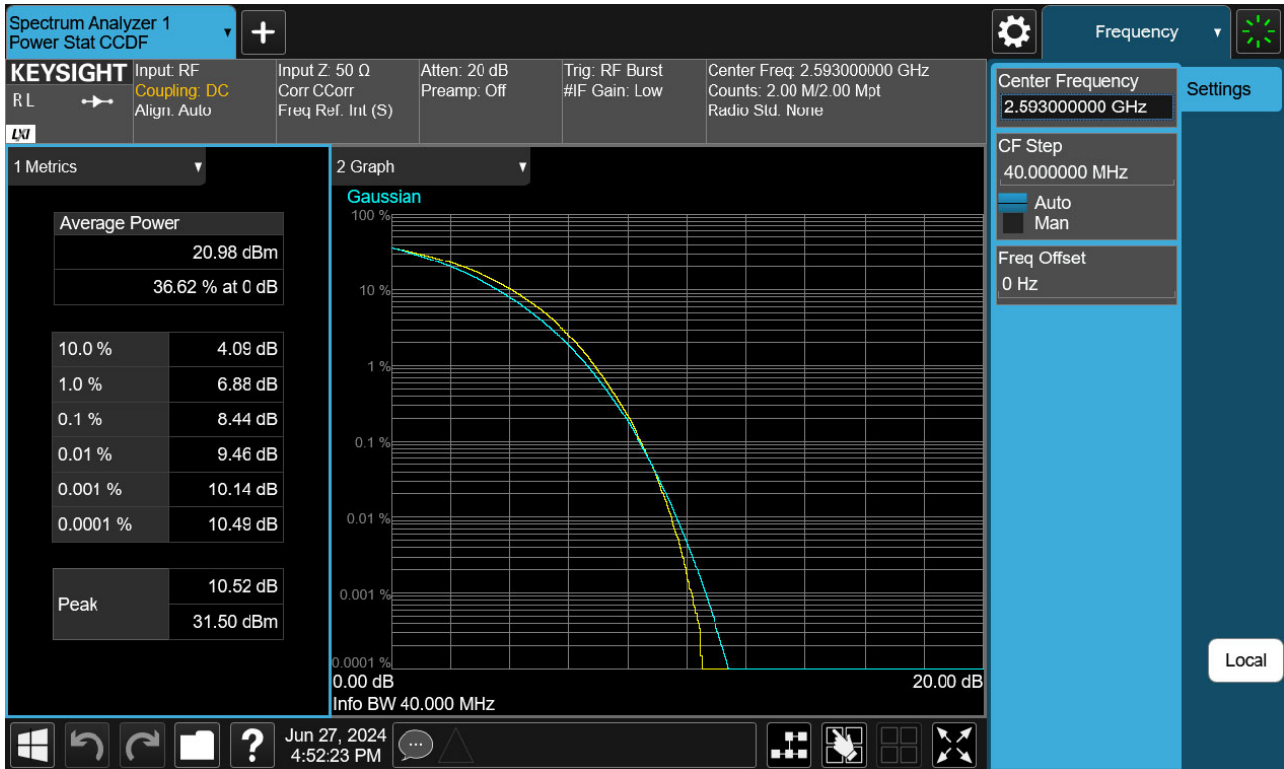 Spectrum Analyzer 1
Power Stat CCDF
+
Frequency
KEYSIGHT
R L
LXI
Input: RF
Coupling: DC
Align: Auto
Input Z: 50 Ω
Corr CCorr
Freq Ref: Int (S)
Atten: 20 dB
Preamp: Off
Trig: RF Burst
#IF Gain: Low
Center Freq: 2.593000000 GHz
Counts: 2.00 M/2.00 Mpt
Radio Std: None
Center Frequency
2.593000000 GHz
Settings
CF Step
40.000000 MHz
Auto
Man
Freq Offset
0 Hz
Local
1 Metrics
Average Power
20.98 dBm
36.62 % at 0 dB
10.0 % 4.09 dB
1.0 % 6.88 dB
0.1 % 8.44 dB
0.01 % 9.46 dB
0.001 % 10.14 dB
0.0001 % 10.49 dB
Peak
10.52 dB
31.50 dBm
2 Graph
Gaussian
100 %
10 %
1 %
0.1 %
0.01 %
0.001 %
0.0001 %
0.00 dB 20.00 dB
Info BW 40.000 MHz
?
Jun 27, 2024
4:52:23 PM